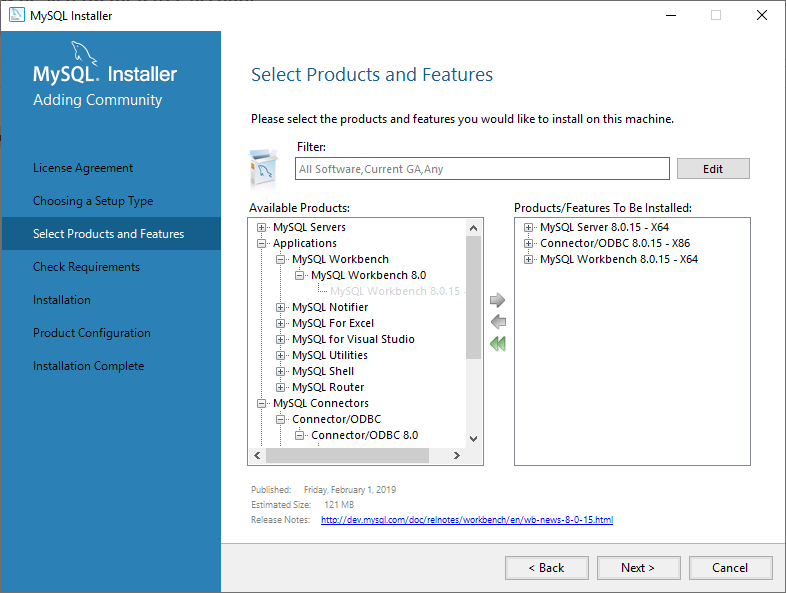 MySQL Installer
MySQL. Installer
Adding Community
License Agreement
Choosing a Setup Type
Select Products and Features
Check Requirements
Installation
Product Configuration
Installation Complete
Select Products and Features
Please select the products and features you would like to install on this machine.
Filter:
All Software,Current GA,Any
Edit
Available Products:
MySQL Servers
Applications
MySQL Workbench
MySQL Workbench 8.0
MySQL Workbench 8.0.15 -
MySQL Notifier
MySQL For Excel
MySQL for Visual Studio
MySQL Utilities
MySQL Shell
MySQL Router
MySQL Connectors
Connector/ODBC
Connector/ODBC 8.0
Products/Features To Be Installed:
MySQL Server 8.0.15 - X64
Connector/ODBC 8.0.15 - X86
MySQL Workbench 8.0.15 - X64
Published: Friday, February 1, 2019
Estimated Size: 121 MB
Release Notes: http://dev.mysql.com/doc/relnotes/workbench/en/wb-news-8-0-15.html
< Back
Next >
Cancel